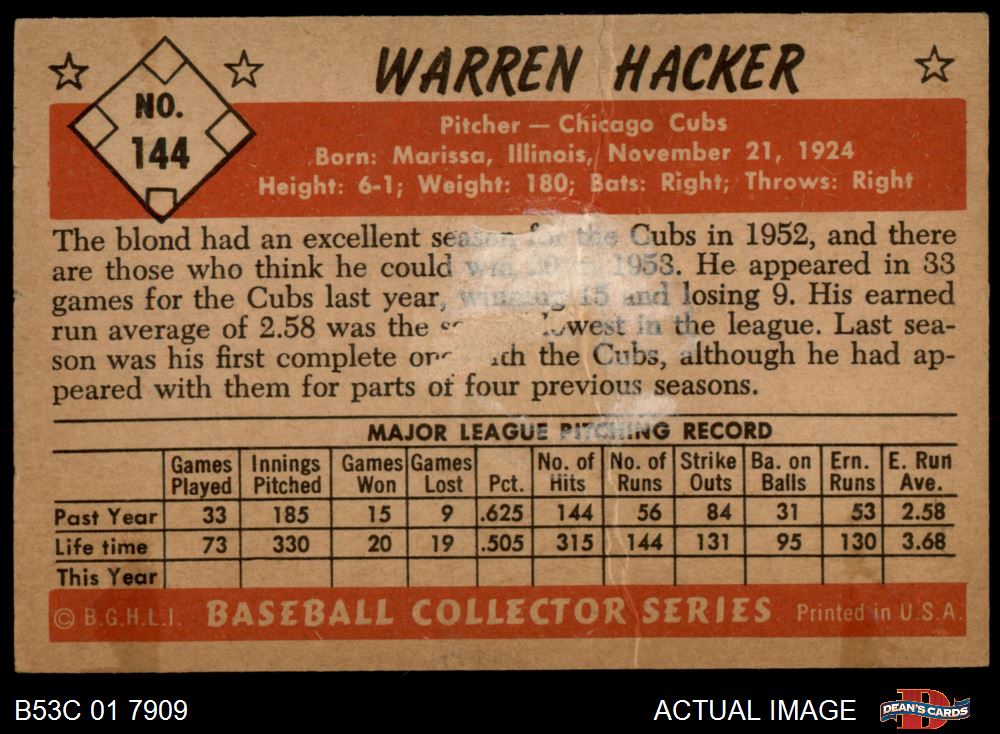 WARREN HACKER
NO.
144
Pitcher — Chicago Cubs
Born: Marissa, Illinois, November 21, 1924
Height: 6-1; Weight: 180; Bats: Right; Throws: Right
The blond had an excellent season for the Cubs in 1952, and there
are those who think he could win 20 in 1953. He appeared in 33
games for the Cubs last year, winning 15 and losing 9. His earned
run average of 2.58 was the lowest in the league. Last sea-
son was his first complete with the Cubs, although he had ap-
peared with them for parts of four previous seasons.
MAJOR LEAGUE PITCHING RECORD
Games Played Innings Pitched Games Won Games Lost Pct. No. of Hits No. of Runs Strike Outs Ba. on Balls Ern. Runs E. Run Ave.
Past Year 33 185 15 9 .625 144 56 84 31 53 2.58
Life time 73 330 20 19 .505 315 144 131 95 130 3.68
This Year
© B.G.H.L.I. BASEBALL COLLECTOR SERIES Printed in U.S.A.
B53C 01 7909 ACTUAL IMAGE DEAN'S CARDS